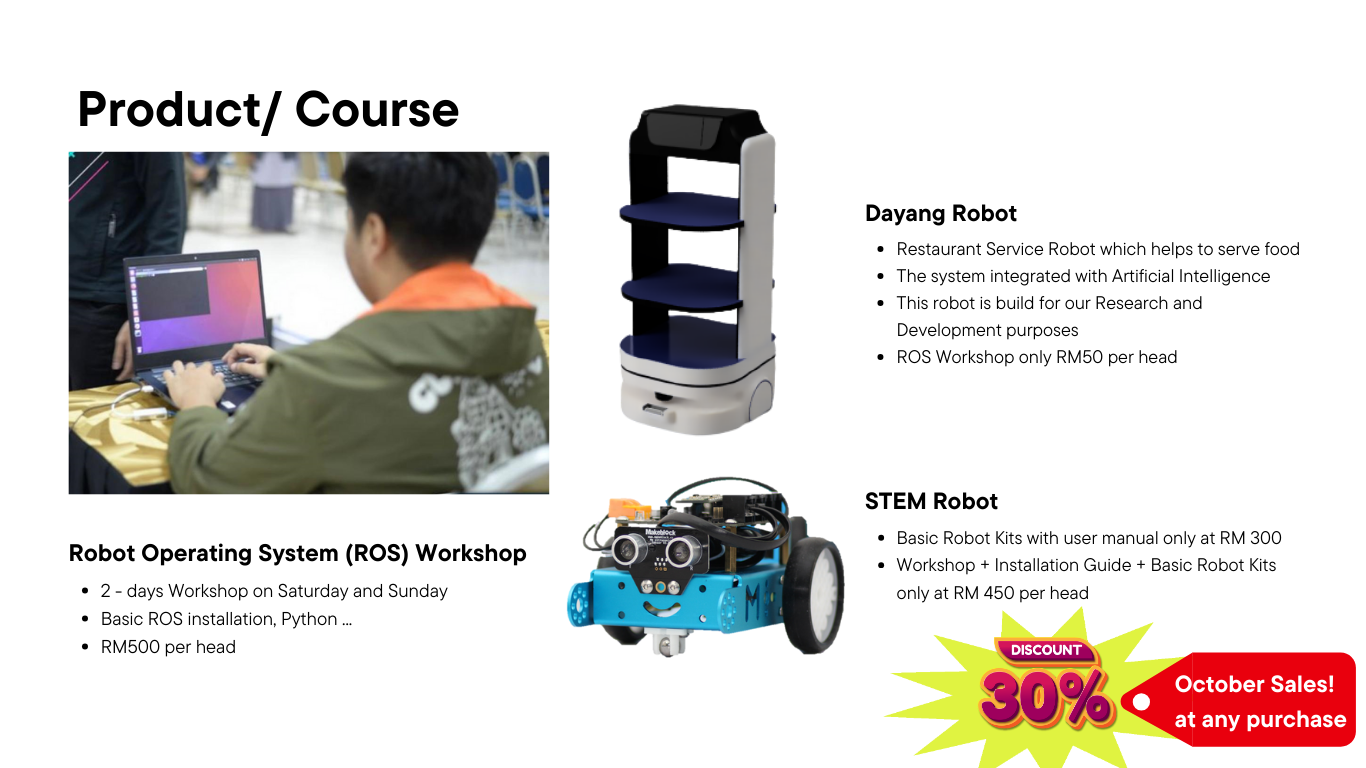 Product/ Course
Robot Operating System (ROS) Workshop
2 - days Workshop on Saturday and Sunday
Basic ROS installation, Python ...
RM500 per head
Dayang Robot
Restaurant Service Robot which helps to serve food
The system integrated with Artificial Intelligence
This robot is build for our Research and
Development purposes
ROS Workshop only RM50 per head
Makeblock
STEM Robot
Basic Robot Kits with user manual only at RM 300
Workshop + Installation Guide + Basic Robot Kits
only at RM 450 per head
DISCOUNT
30%
October Sales!
at any purchase